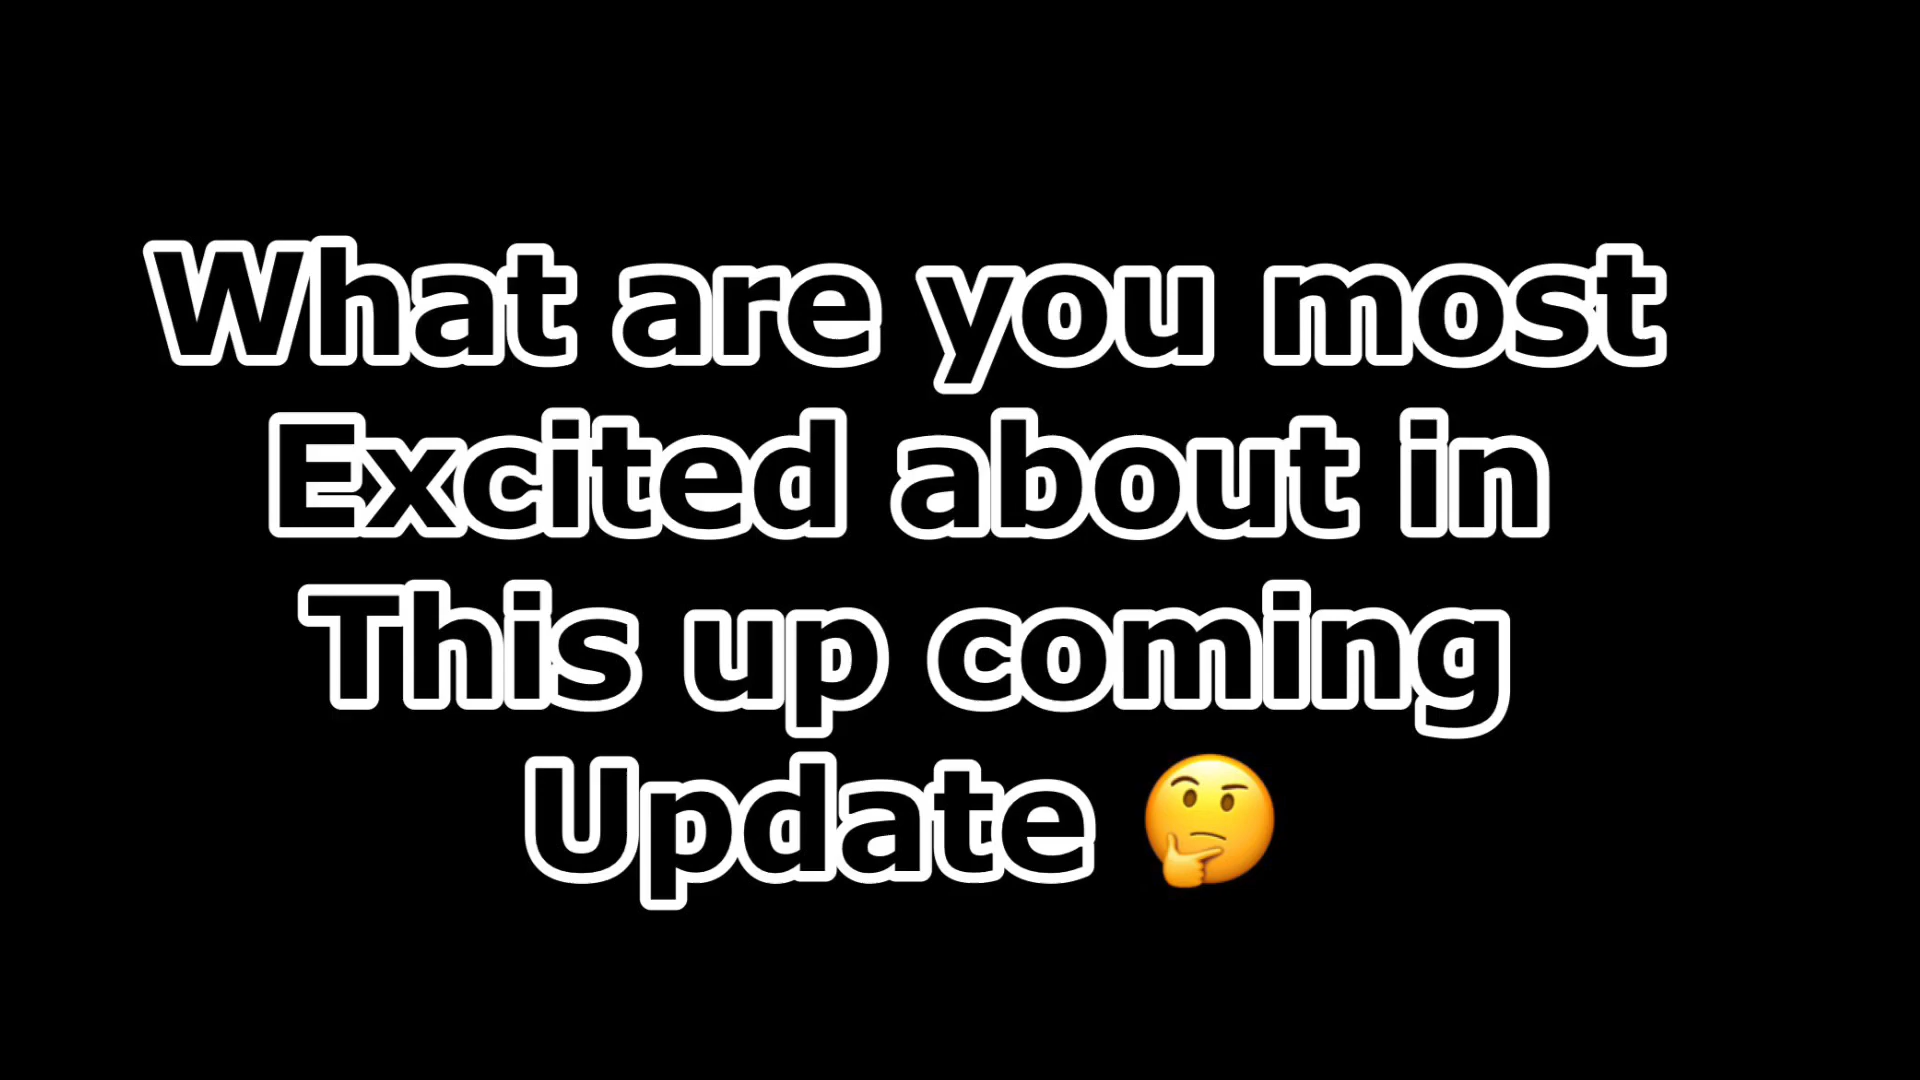 What are you most
Excited about in
This up coming
Update 🤔